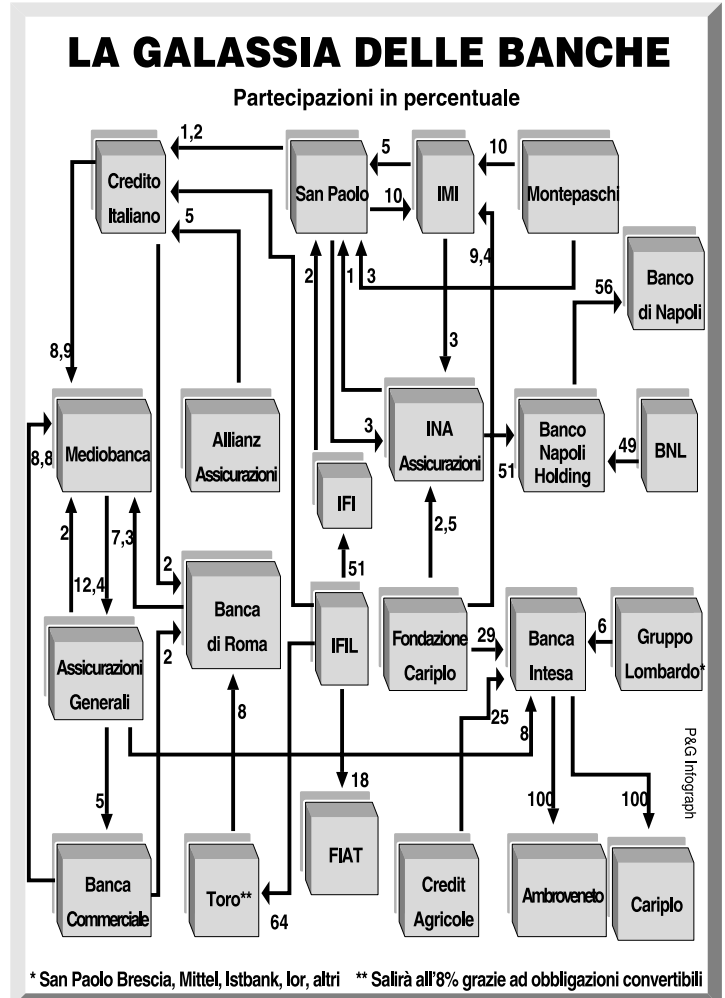 LA GALASSIA DELLE BANCHE
Partecipazioni in percentuale
1,2
5
10
Credito
Italiano
San Paolo
10
IMI
Montepaschi
5
9,4
2
1
3
Banco
di Napoli
56
8,9
3
Mediobanca
8,8
Allianz
Assicurazioni
3
INA
Assicurazioni
Banco
Napoli
Holding
51
49
BNL
IFI
2
7,3
2,5
12,4
2
51
Banca
di Roma
2
IFIL
Fondazione
Cariplo
29
Banca
Intesa
6
Gruppo
Lombardo*
Assicurazioni
Generali
8
25
8
P&G Infograph
18
5
100
100
Banca
Commerciale
Toro**
64
FIAT
Credit
Agricole
Ambroveneto
Cariplo
* San Paolo Brescia, Mittel, Istbank, Ior, altri ** Salirà all'8% grazie ad obbligazioni convertibili